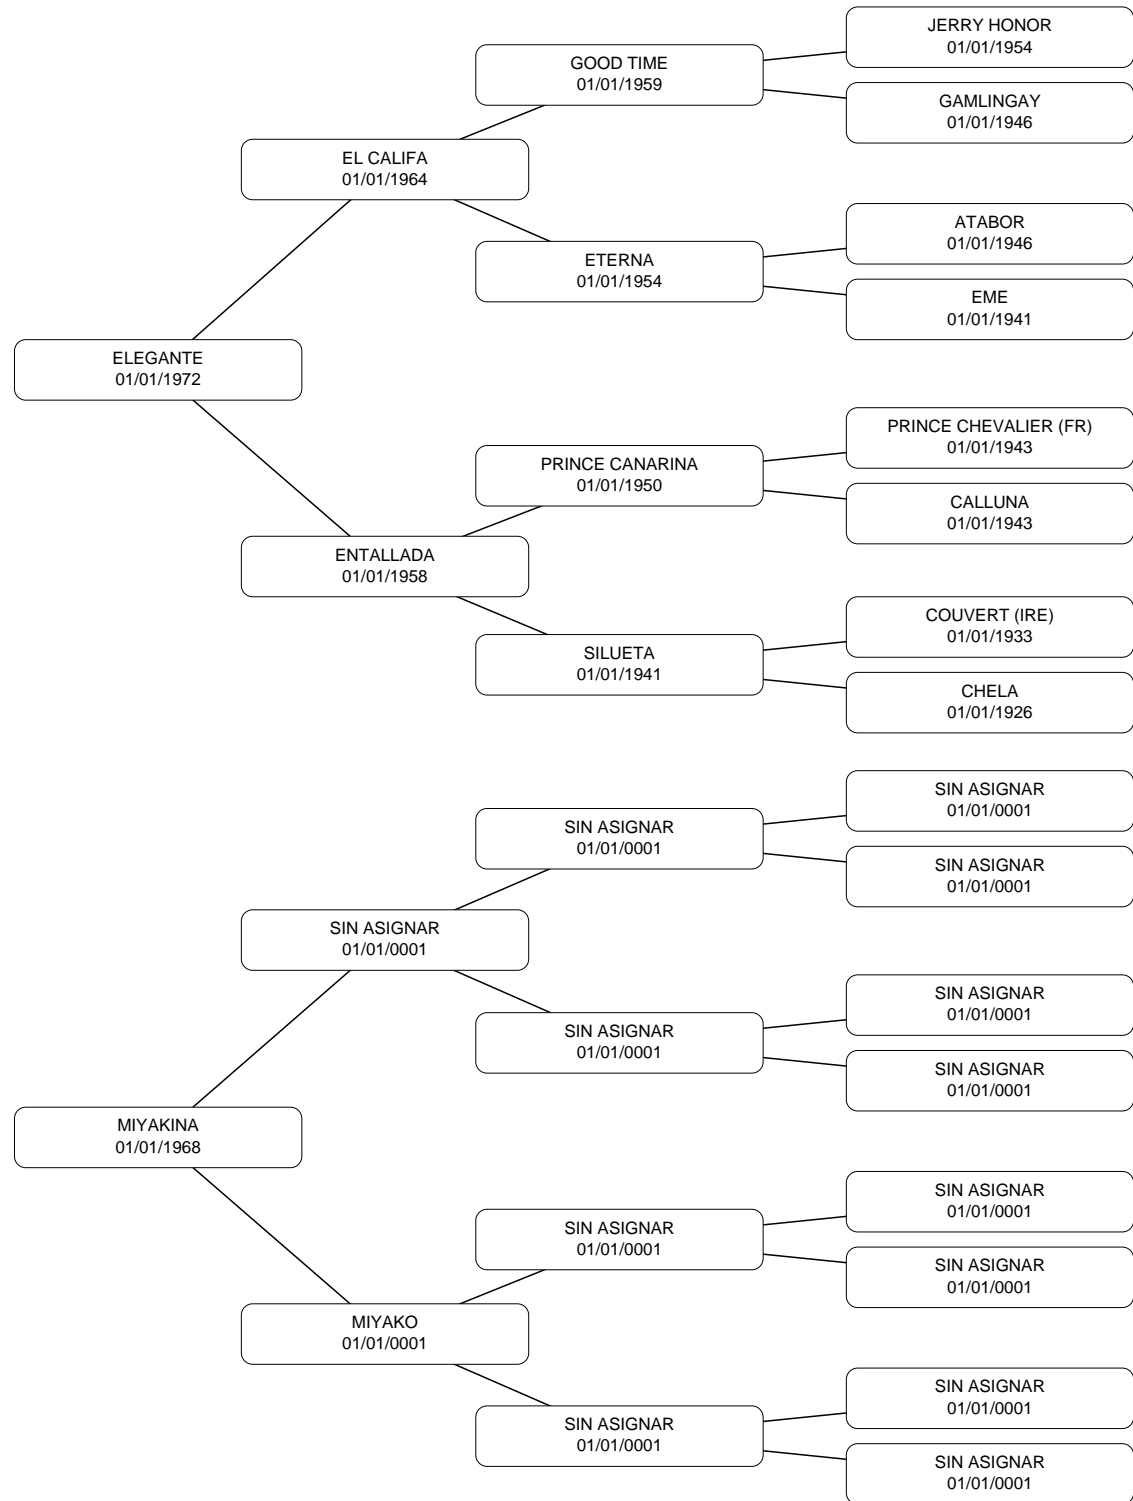 JERRY HONOR
01/01/1954
GOOD TIME
01/01/1959
GAMLINGAY
01/01/1946
EL CALIFA
01/01/1964
ATABOR
01/01/1946
ETERNA
01/01/1954
EME
01/01/1941
ELEGANTE
01/01/1972
PRINCE CHEVALIER (FR)
01/01/1943
PRINCE CANARINA
01/01/1950
CALLUNA
01/01/1943
ENTALLADA
01/01/1958
COUVERT (IRE)
01/01/1933
SILUETA
01/01/1941
CHELA
01/01/1926
SIN ASIGNAR
01/01/0001
SIN ASIGNAR
01/01/0001
SIN ASIGNAR
01/01/0001
SIN ASIGNAR
01/01/0001
SIN ASIGNAR
01/01/0001
SIN ASIGNAR
01/01/0001
SIN ASIGNAR
01/01/0001
MIYAKINA
01/01/1968
SIN ASIGNAR
01/01/0001
SIN ASIGNAR
01/01/0001
SIN ASIGNAR
01/01/0001
MIYAKO
01/01/0001
SIN ASIGNAR
01/01/0001
SIN ASIGNAR
01/01/0001
SIN ASIGNAR
01/01/0001